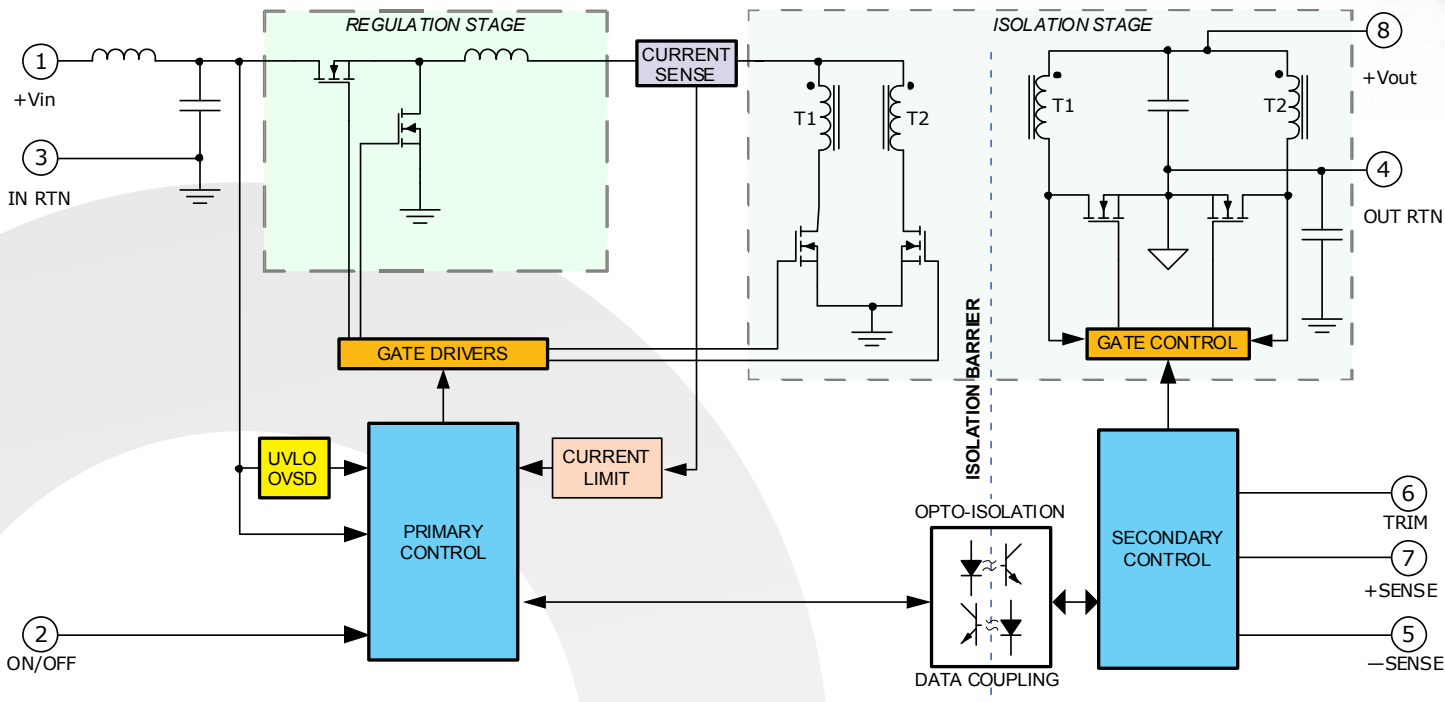 REGULATION STAGE
ISOLATION STAGE
1
+Vin
CURRENT
SENSE
8
+Vout
T1
T2
T1
T2
3
IN RTN
4
OUT RTN
GATE DRIVERS
GATE CONTROL
ISOLATION BARRIER
UVLO
OVSD
CURRENT
LIMIT
PRIMARY
CONTROL
OPTO-ISOLATION
DATA COUPLING
SECONDARY
CONTROL
6
TRIM
7
+SENSE
2
ON/OFF
5
—SENSE